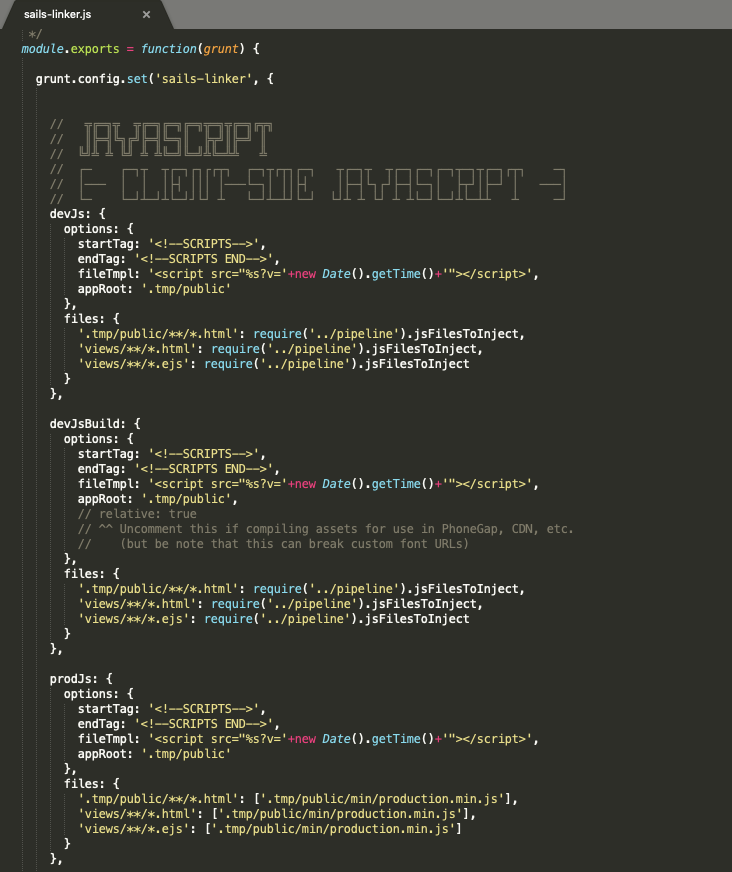 sails-linker.js ×
*/
module.exports = function(grunt) {
grunt.config.set('sails-linker', {
//
//
//
//
//
//
devJs: {
options: {
startTag: '<!--SCRIPTS-->',
endTag: '<!--SCRIPTS END-->',
fileTmpl: '<script src="%s?v='+new Date().getTime()+'"></script>',
appRoot: '.tmp/public'
},
files: {
'.tmp/public/**/*.html': require('../pipeline').jsFilesToInject,
'views/**/*.html': require('../pipeline').jsFilesToInject,
'views/**/*.ejs': require('../pipeline').jsFilesToInject
}
},
devJsBuild: {
options: {
startTag: '<!--SCRIPTS-->',
endTag: '<!--SCRIPTS END-->',
fileTmpl: '<script src="%s?v='+new Date().getTime()+'"></script>',
appRoot: '.tmp/public',
// relative: true
// ^^ Uncomment this if compiling assets for use in PhoneGap, CDN, etc.
//    (but be note that this can break custom font URLs)
},
files: {
'.tmp/public/**/*.html': require('../pipeline').jsFilesToInject,
'views/**/*.html': require('../pipeline').jsFilesToInject,
'views/**/*.ejs': require('../pipeline').jsFilesToInject
}
},
prodJs: {
options: {
startTag: '<!--SCRIPTS-->',
endTag: '<!--SCRIPTS END-->',
fileTmpl: '<script src="%s?v='+new Date().getTime()+'"></script>',
appRoot: '.tmp/public'
},
files: {
'.tmp/public/**/*.html': ['.tmp/public/min/production.min.js'],
'views/**/*.html': ['.tmp/public/min/production.min.js'],
'views/**/*.ejs': ['.tmp/public/min/production.min.js']
}
},